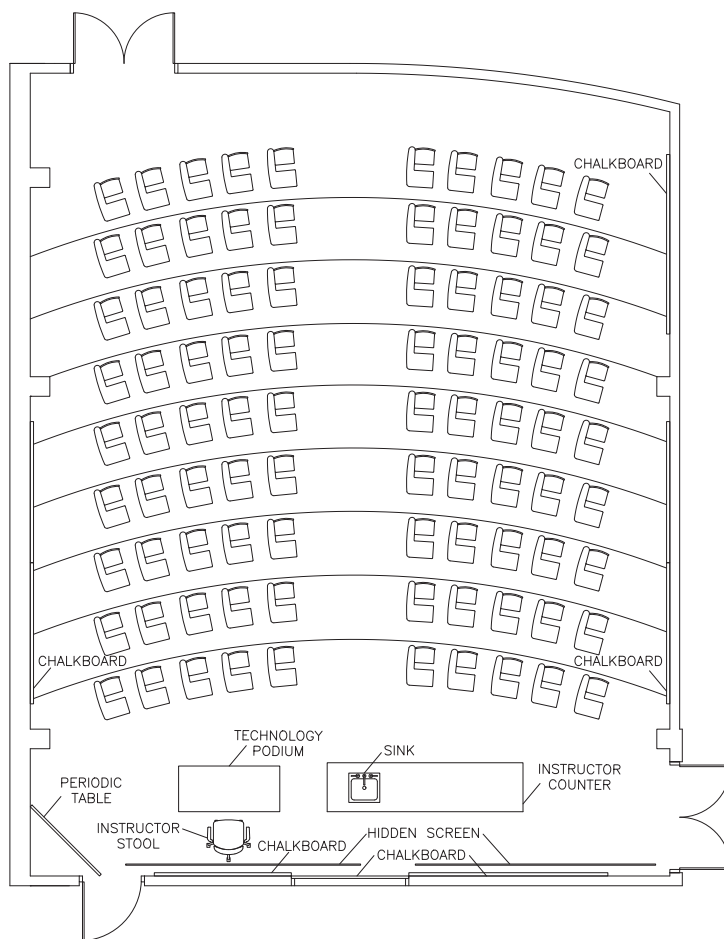 CHALKBOARD
CHALKBOARD
CHALKBOARD
TECHNOLOGY
PODIUM
SINK
INSTRUCTOR
COUNTER
PERIODIC
TABLE
INSTRUCTOR
STOOL
HIDDEN SCREEN
CHALKBOARD
CHALKBOARD